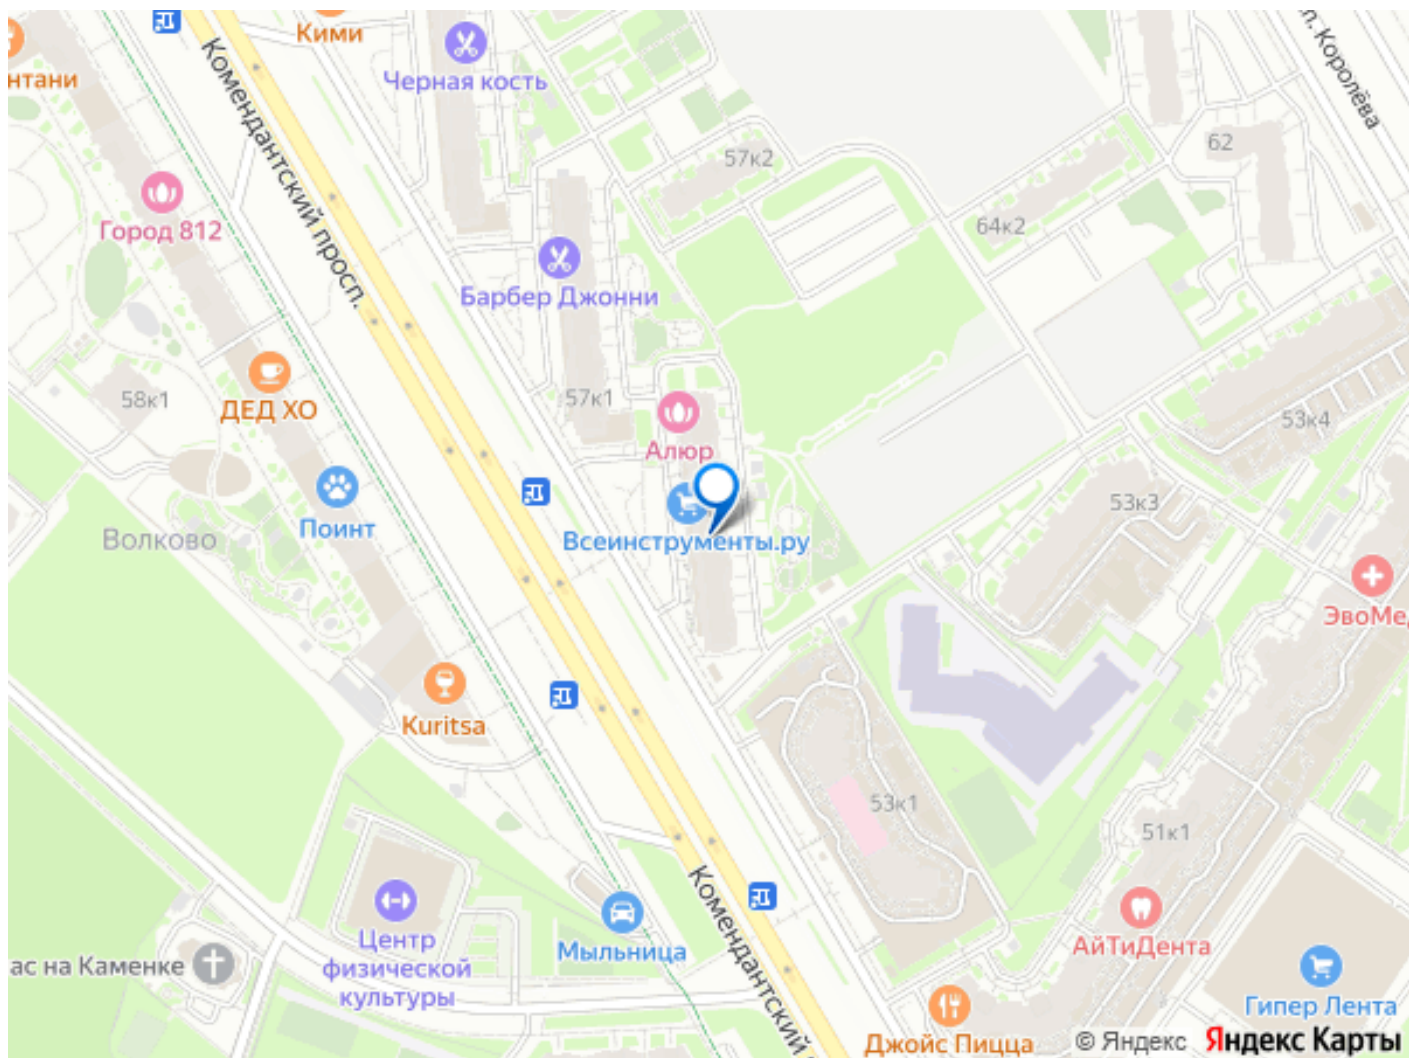 Кими
нтани
Черная кость
Комендантский просп.
п. Королёва
62
57к2
Город 812
64к2
Барбер Джонни
58к1
ДЕД ХО
57к1
53к4
Алюр
53к3
Поинт
Волково
Всеинструменты.ру
ЭвоМед
Kuritsa
53к1
51к1
Комендантский
Центр
физической
культуры
Мыльница
АйТиДента
ас на Каменке
Гипер Лента
Джойс Пицца
© Яндекс Яндекс Карты